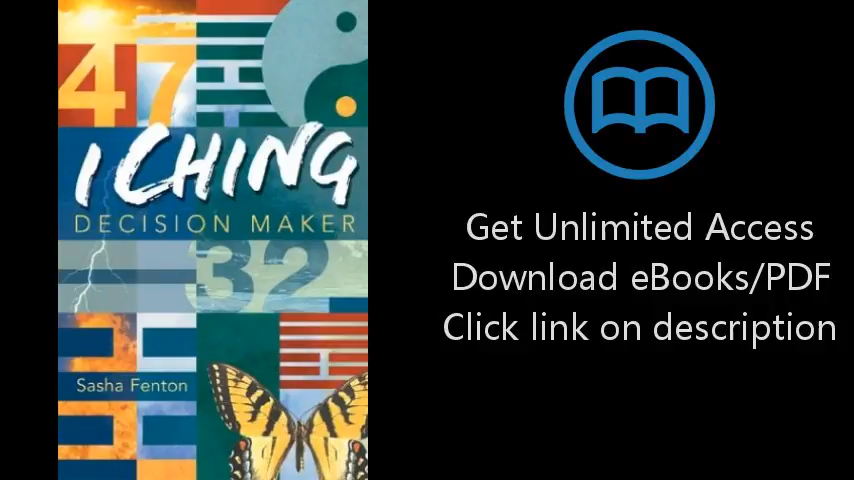 47
I CHING
DECISION MAKER
32
Sasha Fenton
Get Unlimited Access
Download eBooks/PDF
Click link on description